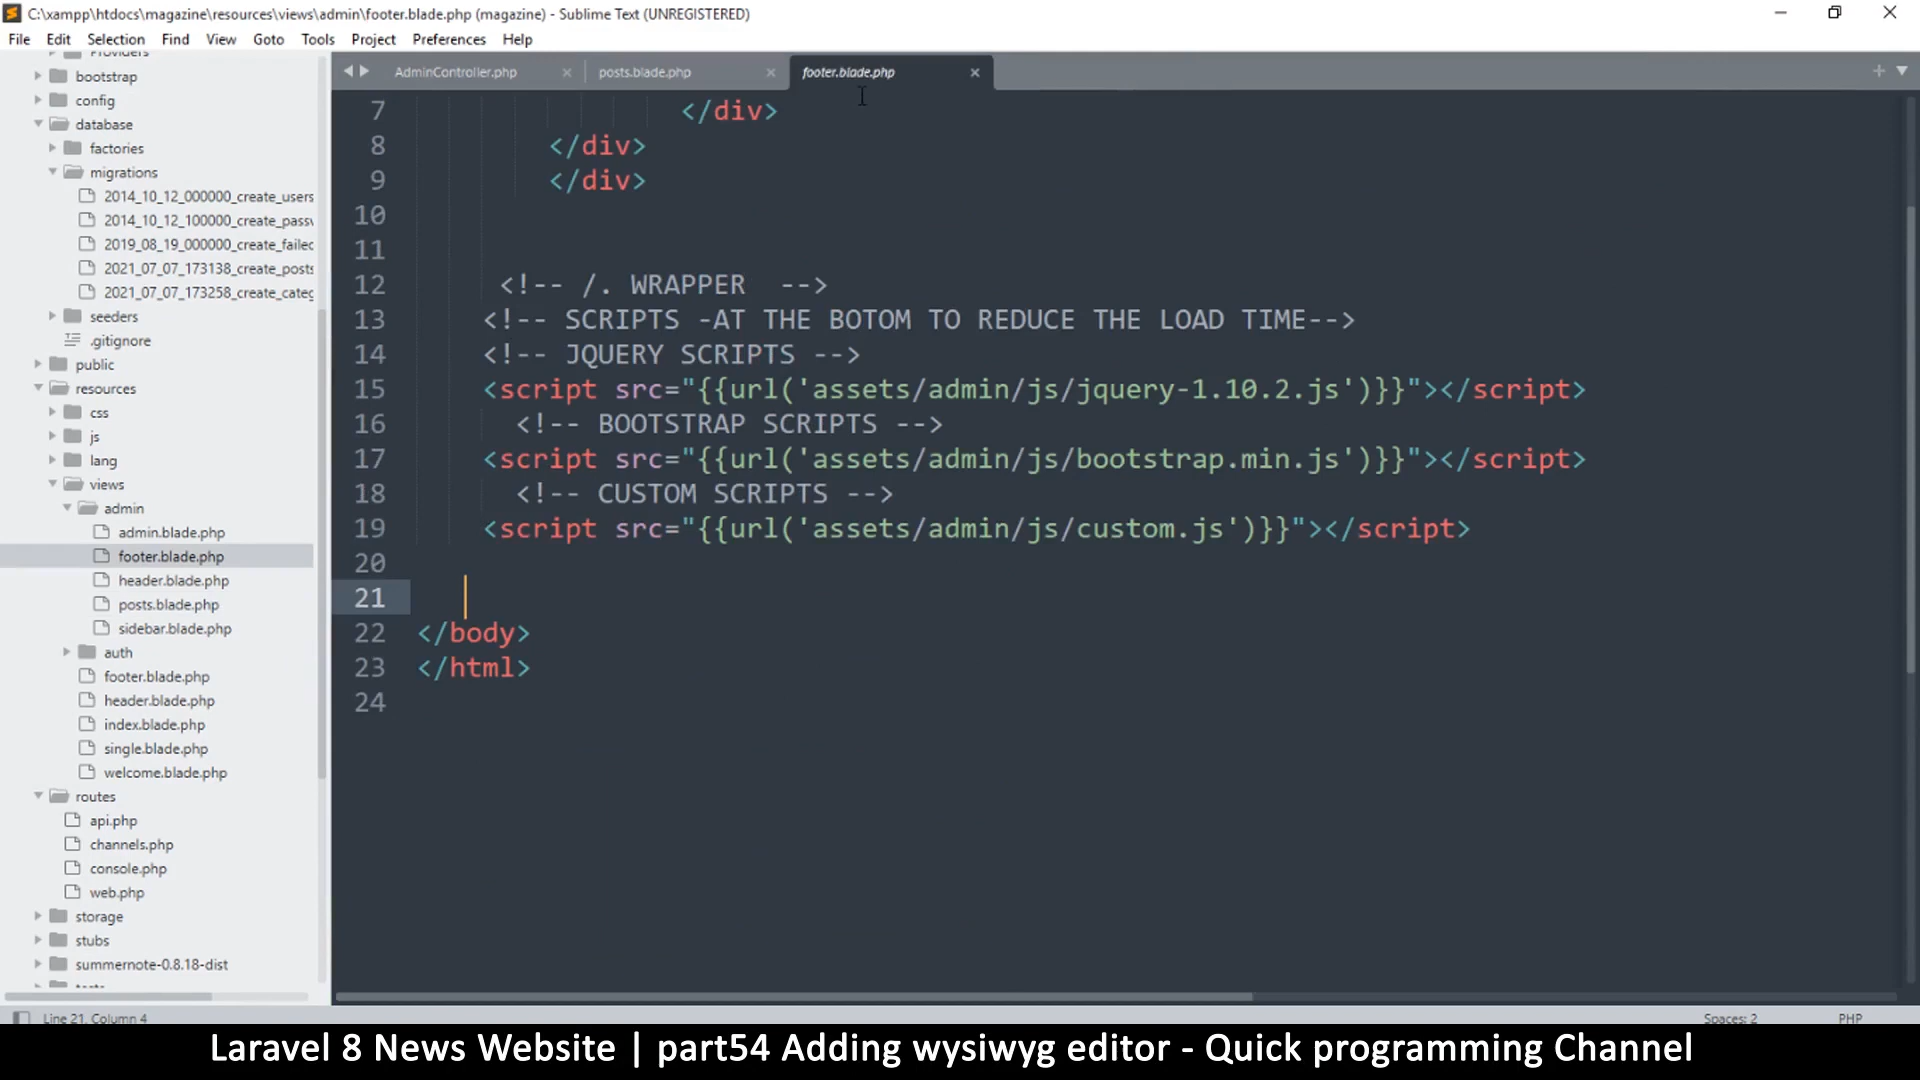 C:\xampp\htdocs\magazine\resources\views\admin\footer.blade.php (magazine) - Sublime Text (UNREGISTERED)
File Edit Selection Find View Goto Tools Project Preferences Help
Providers
bootstrap
config
database
factories
migrations
2014_10_12_000000_create_users
2014_10_12_100000_create_passw
2019_08_19_000000_create_failed
2021_07_07_173138_create_posts
2021_07_07_173258_create_categ
seeders
.gitignore
public
resources
css
js
lang
views
admin
admin.blade.php
footer.blade.php
header.blade.php
posts.blade.php
sidebar.blade.php
auth
footer.blade.php
header.blade.php
index.blade.php
single.blade.php
welcome.blade.php
routes
api.php
channels.php
console.php
web.php
storage
stubs
summernote-0.8.18-dist
AdminController.php posts.blade.php footer.blade.php
7 </div>
8 </div>
9 </div>
10
11
12 <!-- /. WRAPPER -->
13 <!-- SCRIPTS -AT THE BOTOM TO REDUCE THE LOAD TIME-->
14 <!-- JQUERY SCRIPTS -->
15 <script src="{{url('assets/admin/js/jquery-1.10.2.js')}}"></script>
16 <!-- BOOTSTRAP SCRIPTS -->
17 <script src="{{url('assets/admin/js/bootstrap.min.js')}}"></script>
18 <!-- CUSTOM SCRIPTS -->
19 <script src="{{url('assets/admin/js/custom.js')}}"></script>
20
21
22 </body>
23 </html>
24
Line 21, Column 4 Spaces: 2 PHP
Laravel 8 News Website | part54 Adding wysiwyg editor - Quick programming Channel